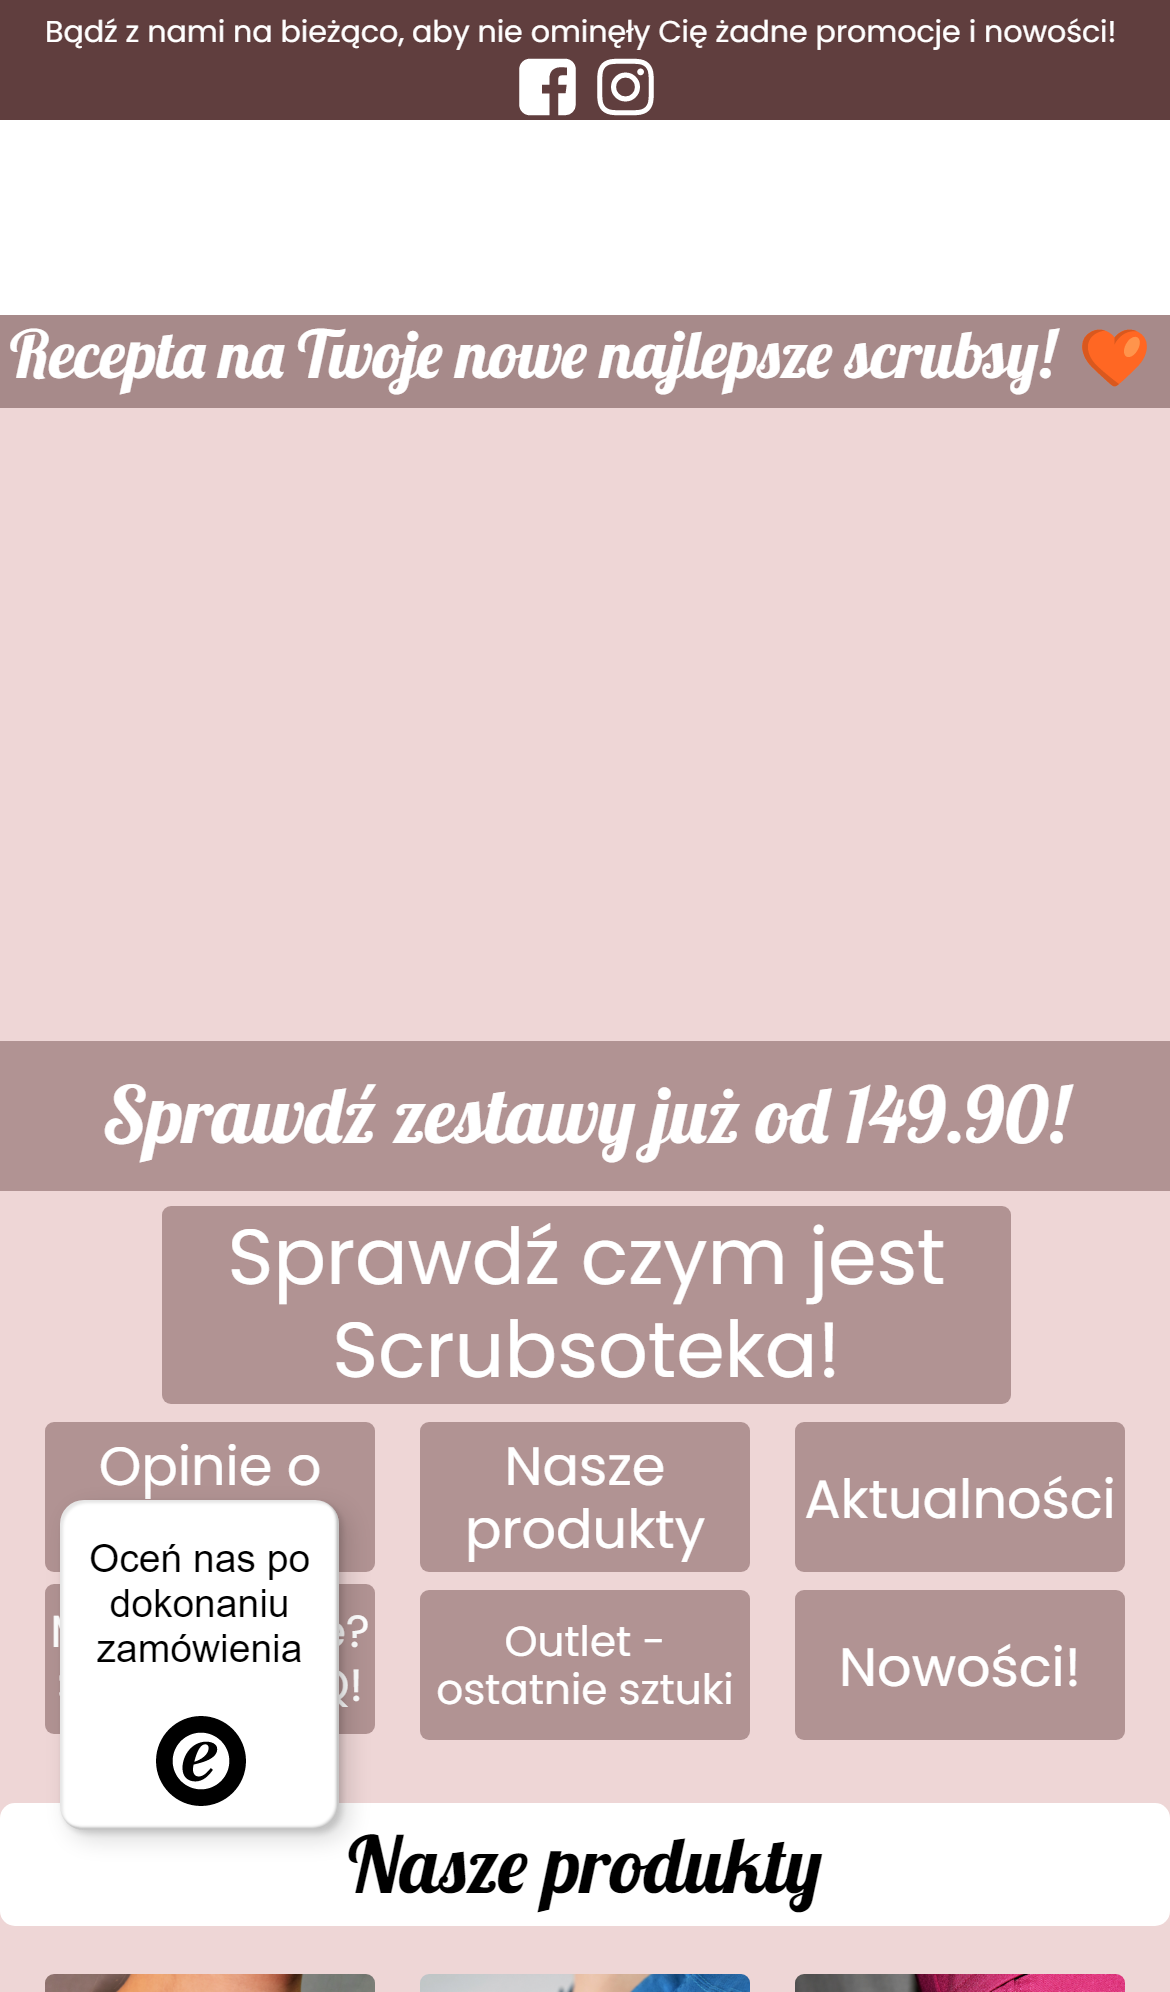 Bądź z nami na bieżąco, aby nie ominęły Cię żadne promocje i nowości!
Recepta na Twoje nowe najlepsze scrubsy! 🧡
Sprawdź zestawy już od 149.90!
Sprawdź czym jest
Scrubsoteka!
Opinie o
Nasze
produkty
Aktualności
Oceń nas po
dokonaniu
zamówienia
e
Outlet -
ostatnie sztuki
Nowości!
Nasze produkty